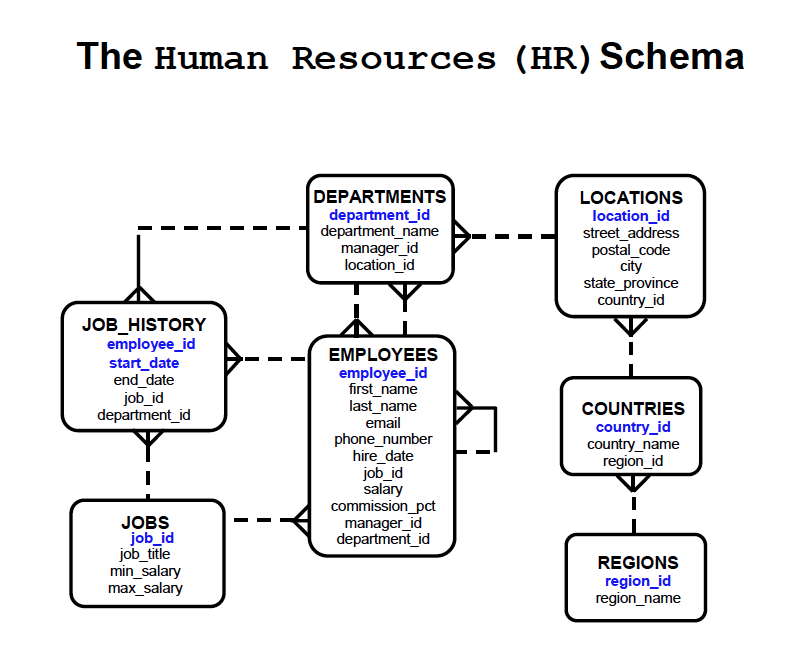 The Human Resources (HR) Schema
DEPARTMENTS
department_id
department_name
manager_id
location_id
LOCATIONS
location_id
street_address
postal_code
city
state_province
country_id
JOB_HISTORY
employee_id
start_date
end_date
job_id
department_id
EMPLOYEES
employee_id
first_name
last_name
email
phone_number
hire_date
job_id
salary
commission_pct
manager_id
department_id
COUNTRIES
country_id
country_name
region_id
JOBS
job_id
job_title
min_salary
max_salary
REGIONS
region_id
region_name